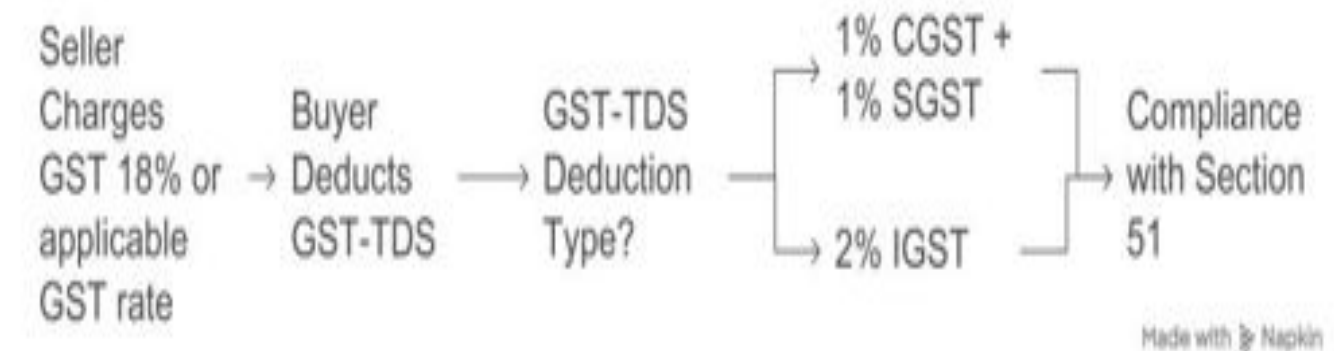 Seller
Charges
GST 18% or
applicable
GST rate
Buyer
Deducts
GST-TDS
GST-TDS
Deduction
Type?
1% CGST +
1% SGST
2% IGST
Compliance
with Section
51
Made with Napkin